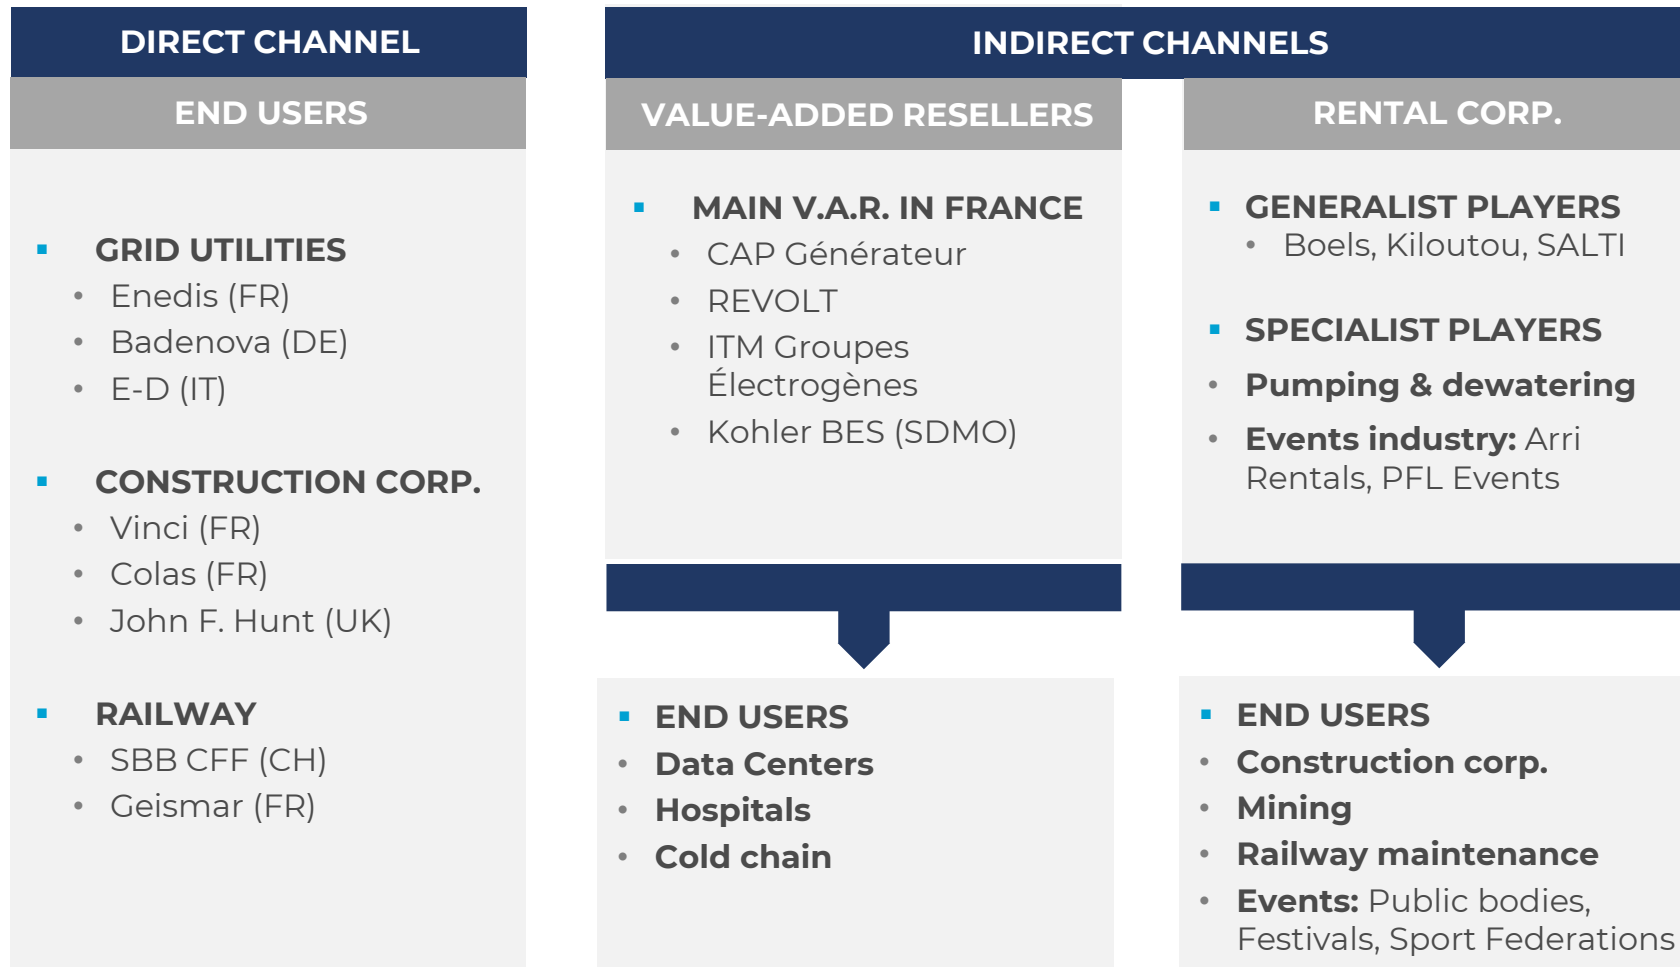 DIRECT CHANNEL
END USERS
GRID UTILITIES
Enedis (FR)
Badenova (DE)
E-D (IT)
CONSTRUCTION CORP.
Vinci (FR)
Colas (FR)
John F. Hunt (UK)
RAILWAY
SBB CFF (CH)
Geismar (FR)
INDIRECT CHANNELS
VALUE-ADDED RESELLERS
MAIN V.A.R. IN FRANCE
CAP Générateur
REVOLT
ITM Groupes
Électrogènes
Kohler BES (SDMO)
END USERS
Data Centers
Hospitals
Cold chain
RENTAL CORP.
GENERALIST PLAYERS
Boels, Kiloutou, SALTI
SPECIALIST PLAYERS
Pumping & dewatering
Events industry: Arri
Rentals, PFL Events
END USERS
Construction corp.
Mining
Railway maintenance
Events: Public bodies,
Festivals, Sport Federations